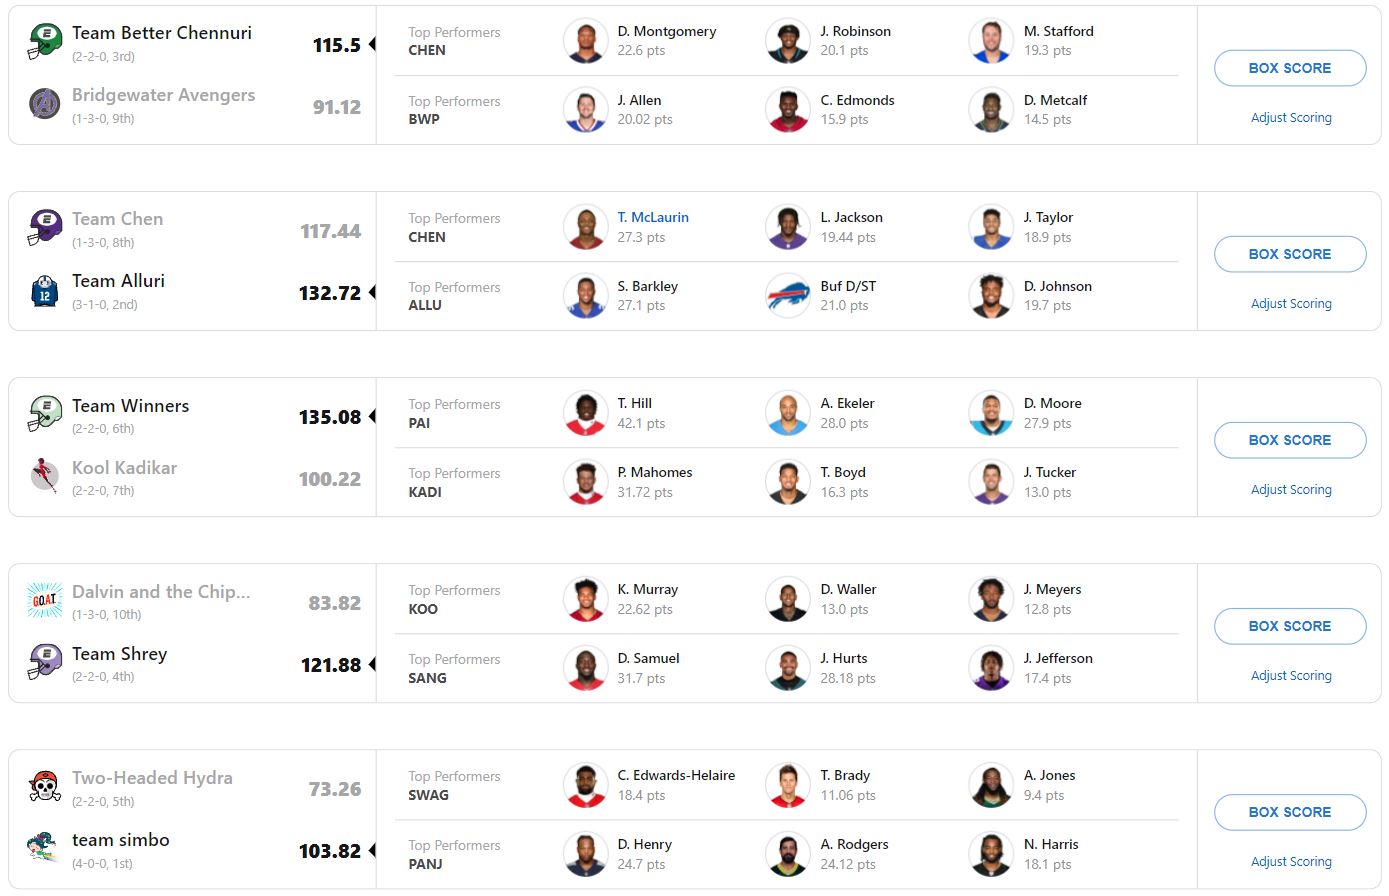 Team Better Chennuri
(2-2-0, 3rd)
115.5
Top Performers
CHEN
D. Montgomery
22.6 pts
J. Robinson
20.1 pts
M. Stafford
19.3 pts
Bridgewater Avengers
(1-3-0, 9th)
91.12
Top Performers
BWP
J. Allen
20.02 pts
C. Edmonds
15.9 pts
D. Metcalf
14.5 pts
BOX SCORE
Adjust Scoring
Team Chen
(1-3-0, 8th)
117.44
Top Performers
CHEN
T. McLaurin
27.3 pts
L. Jackson
19.44 pts
J. Taylor
18.9 pts
Team Alluri
(3-1-0, 2nd)
132.72
Top Performers
ALLU
S. Barkley
27.1 pts
Buf D/ST
21.0 pts
D. Johnson
19.7 pts
BOX SCORE
Adjust Scoring
Team Winners
(2-2-0, 6th)
135.08
Top Performers
PAI
T. Hill
42.1 pts
A. Ekeler
28.0 pts
D. Moore
27.9 pts
Kool Kadikar
(2-2-0, 7th)
100.22
Top Performers
KADI
P. Mahomes
31.72 pts
T. Boyd
16.3 pts
J. Tucker
13.0 pts
BOX SCORE
Adjust Scoring
G.O.A.T
Dalvin and the Chip...
(1-3-0, 10th)
83.82
Top Performers
KOO
K. Murray
22.62 pts
D. Waller
13.0 pts
J. Meyers
12.8 pts
Team Shrey
(2-2-0, 4th)
121.88
Top Performers
SANG
D. Samuel
31.7 pts
J. Hurts
28.18 pts
J. Jefferson
17.4 pts
BOX SCORE
Adjust Scoring
Two-Headed Hydra
(2-2-0, 5th)
73.26
Top Performers
SWAG
C. Edwards-Helaire
18.4 pts
T. Brady
11.06 pts
A. Jones
9.4 pts
team simbo
(4-0-0, 1st)
103.82
Top Performers
PANJ
D. Henry
24.7 pts
A. Rodgers
24.12 pts
N. Harris
18.1 pts
BOX SCORE
Adjust Scoring